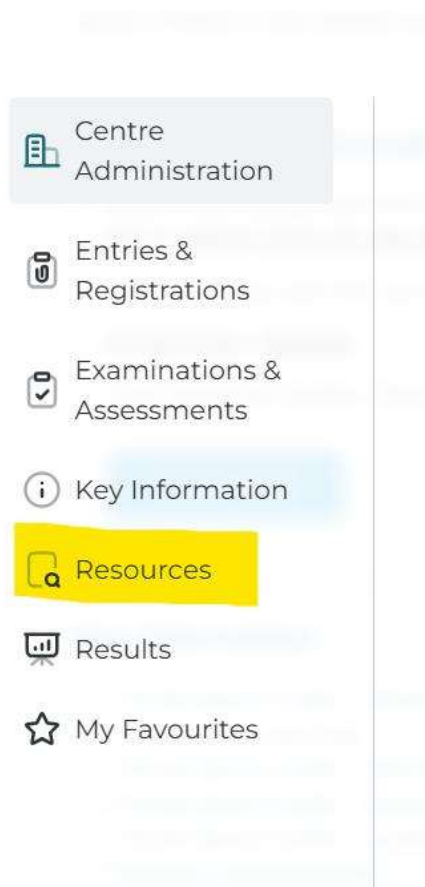 Centre
Administration
Entries &
Registrations
Examinations &
Assessments
Key Information
Resources
Results
My Favourites